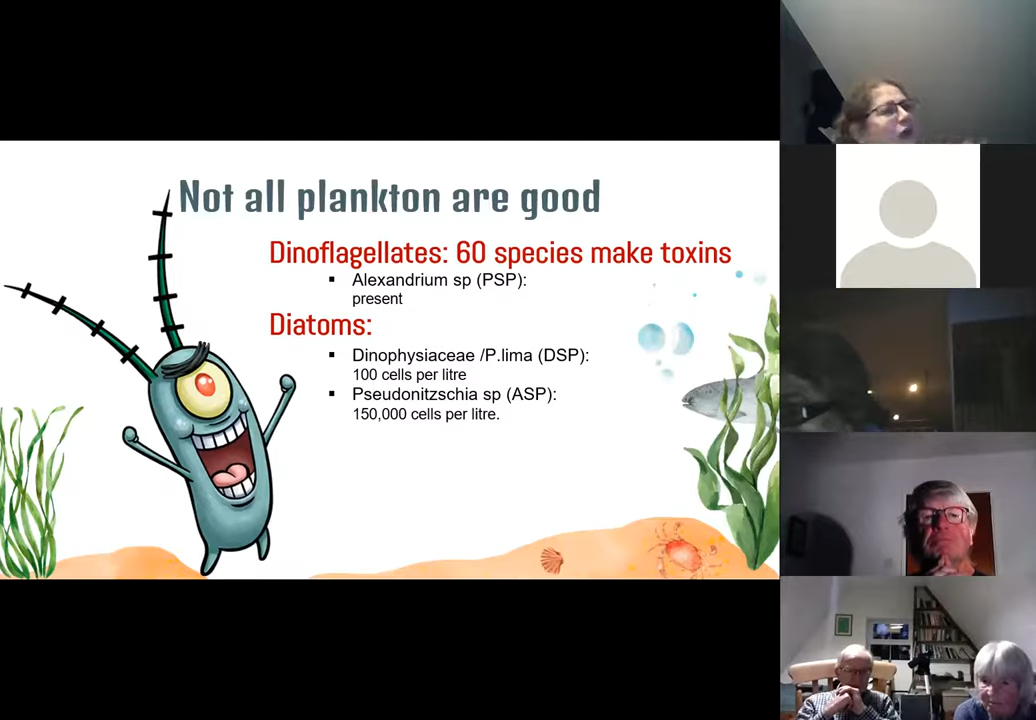 Not all plankton are good
Dinoflagellates: 60 species make toxins
▪ Alexandrium sp (PSP):
present
Diatoms:
▪ Dinophysiaceae /P.lima (DSP):
100 cells per litre
▪ Pseudonitzschia sp (ASP):
150,000 cells per litre.